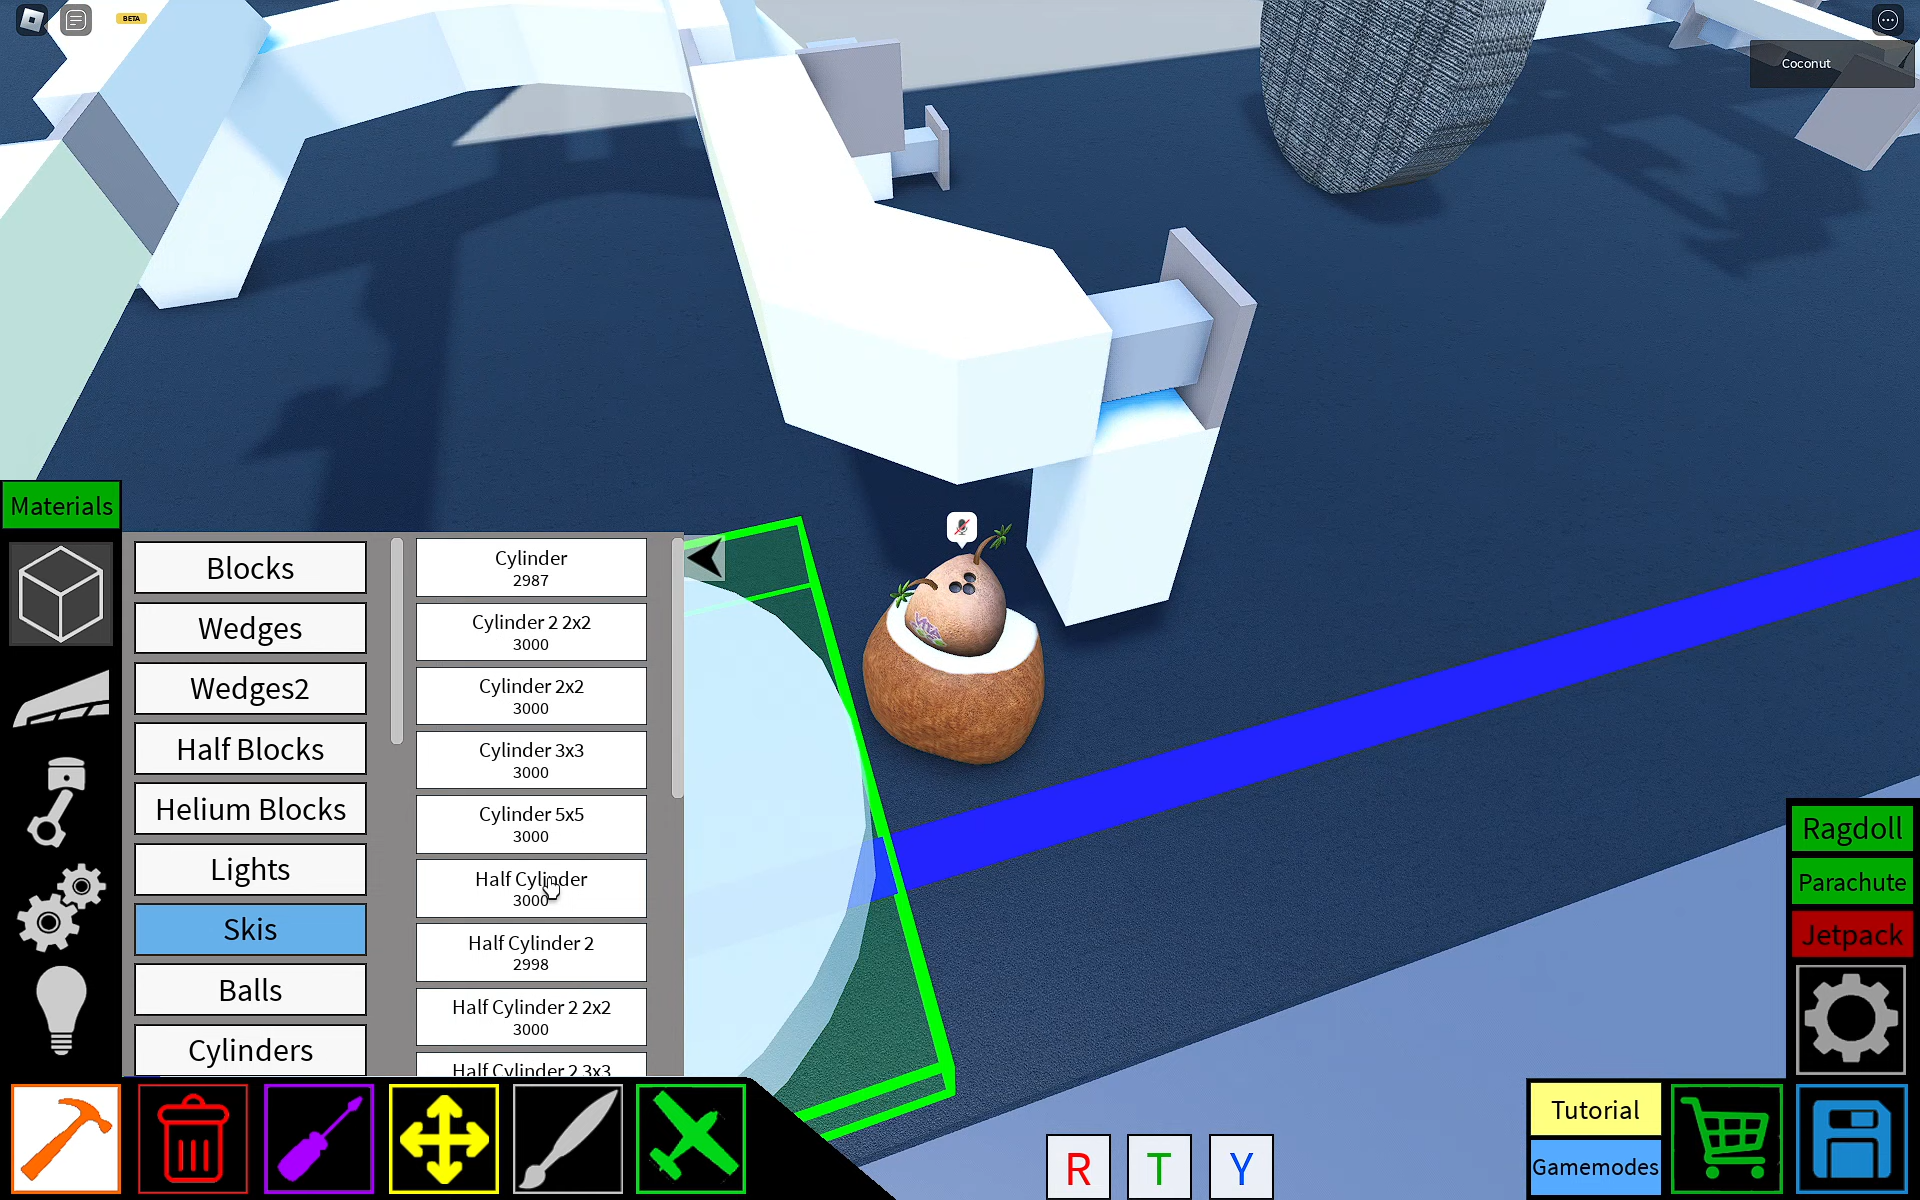 BETA
Coconut
Materials
Blocks
Wedges
Wedges2
Half Blocks
Helium Blocks
Lights
Skis
Balls
Cylinders
Cylinder
2987
Cylinder 2 2x2
3000
Cylinder 2x2
3000
Cylinder 3x3
3000
Cylinder 5x5
3000
Half Cylinder
3000
Half Cylinder 2
2998
Half Cylinder 2 2x2
3000
Half Cylinder 2 3x3
Ragdoll
Parachute
Jetpack
R
T
Y
Tutorial
Gamemodes